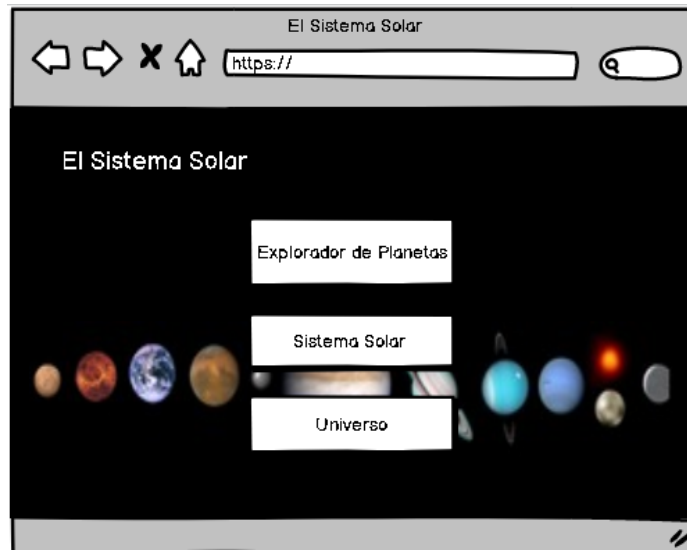 El Sistema Solar
https://
El Sistema Solar
Explorador de Planetas
Sistema Solar
Universo